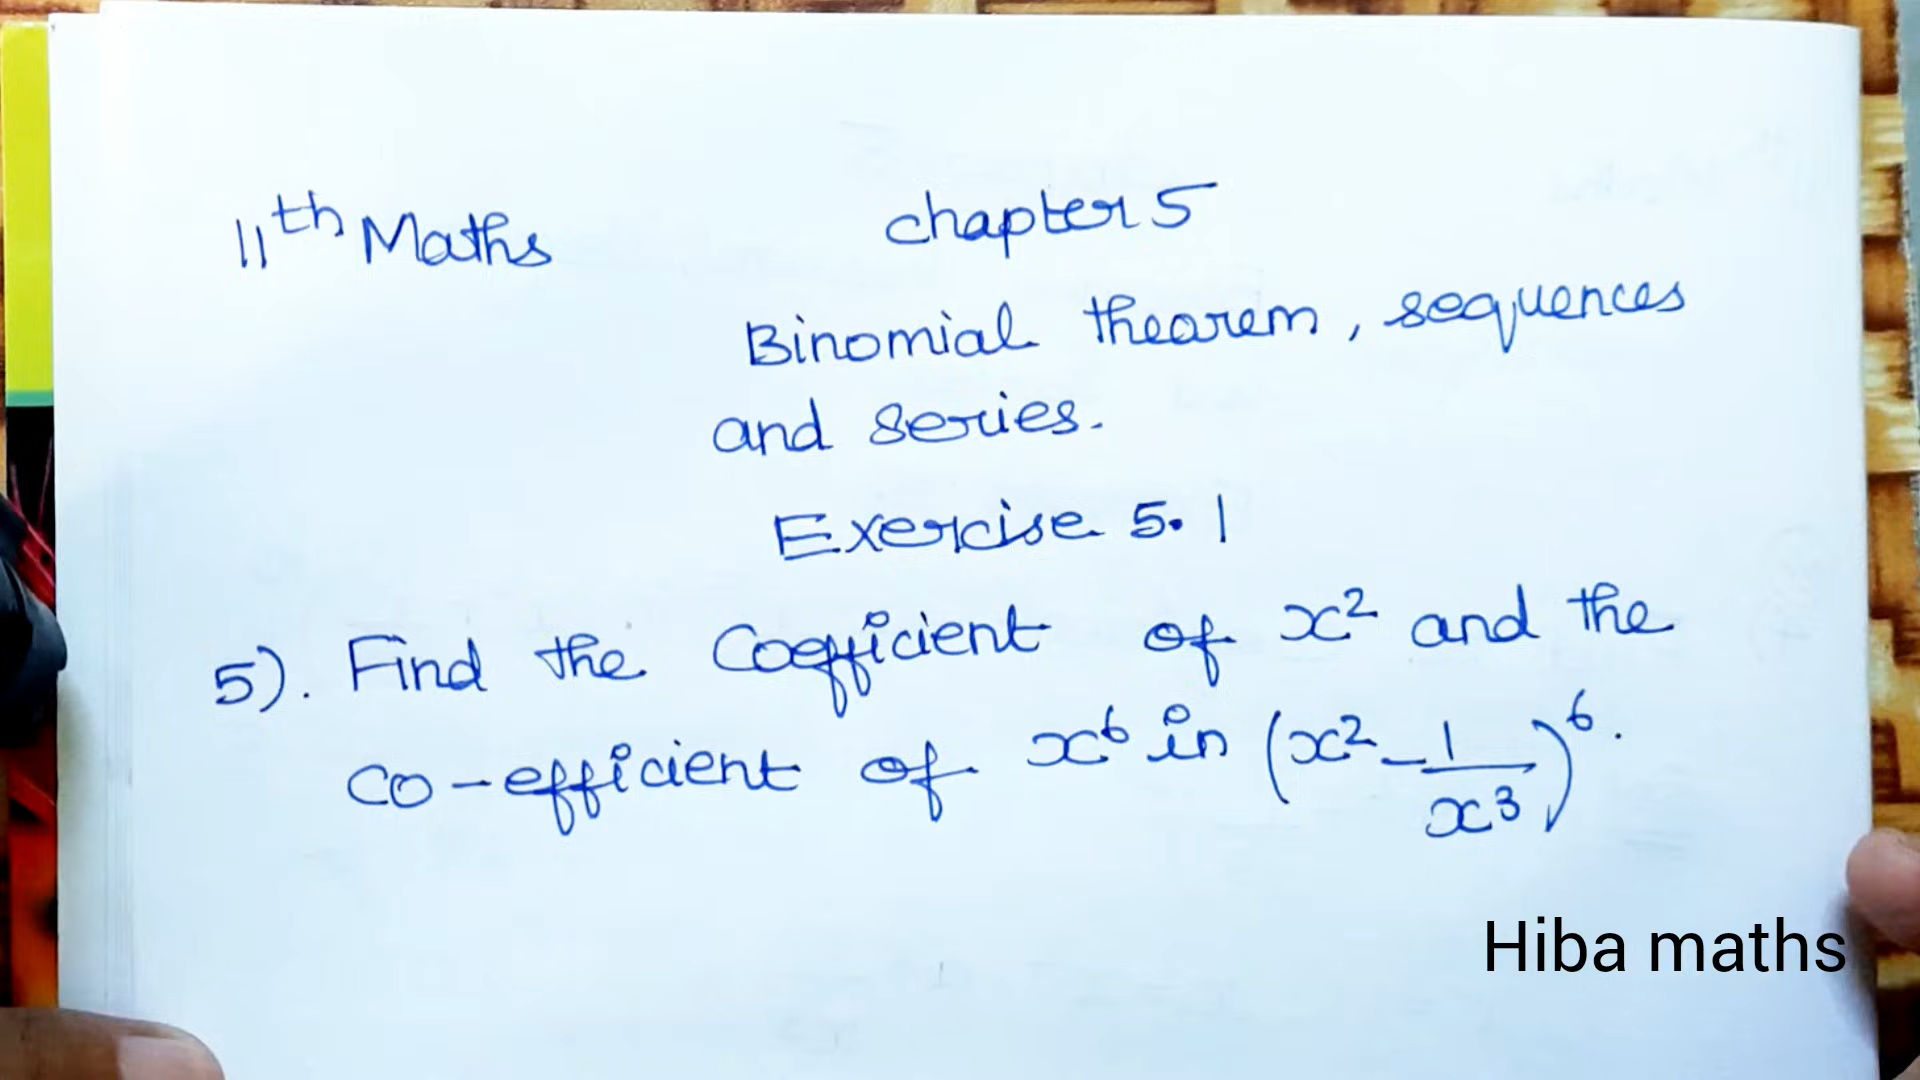 11th Maths chapter 5
Binomial theorem, sequences
and series.
Exercise 5.1
5). Find the Coefficient of x² and the
co-efficient of x⁶ in (x² - 1/x³)⁶.
Hiba maths